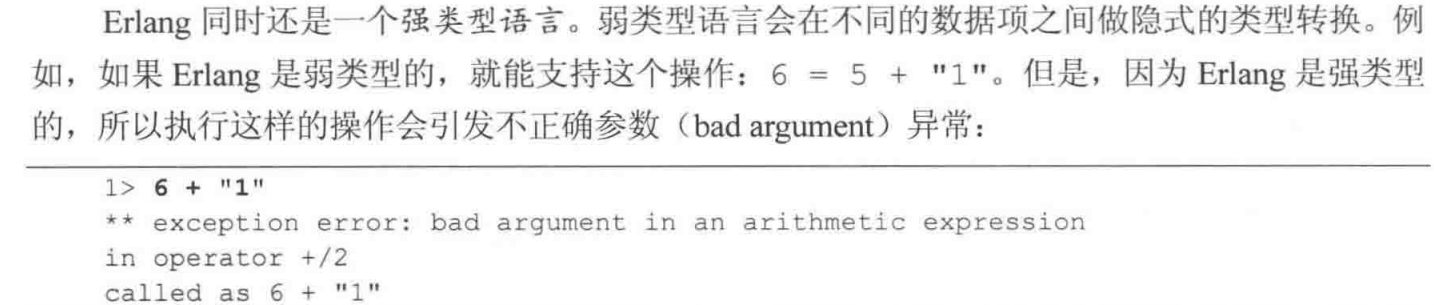 Erlang 同时还是一个强类型语言。弱类型语言会在不同的数据项之间做隐式的类型转换。例
如，如果 Erlang 是弱类型的，就能支持这个操作：6 = 5 + "1"。但是，因为 Erlang 是强类型
的，所以执行这样的操作会引发不正确参数（bad argument）异常：
1> 6 + "1"
** exception error: bad argument in an arithmetic expression
in operator +/2
called as 6 + "1"